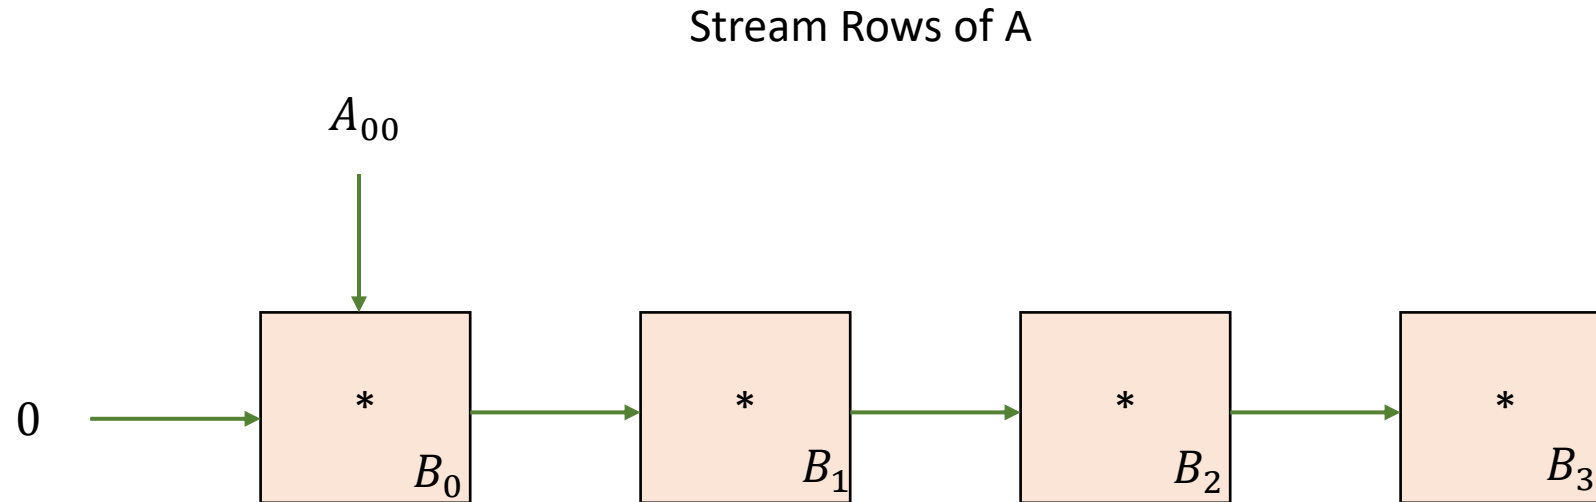 Stream Rows of A
A₀₀
0 * * * *
B₀ B₁ B₂ B₃